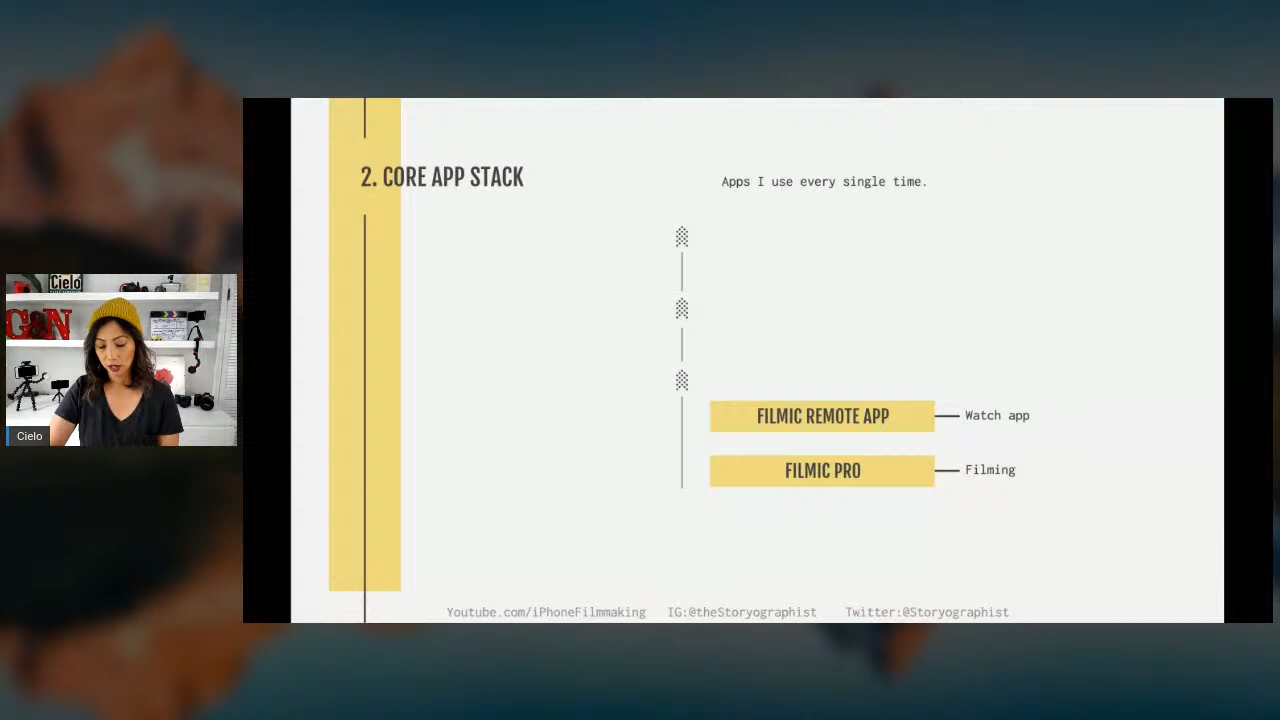 2. CORE APP STACK
Apps I use every single time.
FILMIC REMOTE APP
Watch app
FILMIC PRO
Filming
Youtube.com/iPhoneFilmmaking IG:@theStoryographist Twitter:@Storyographist
Cielo
G&N
Cielo